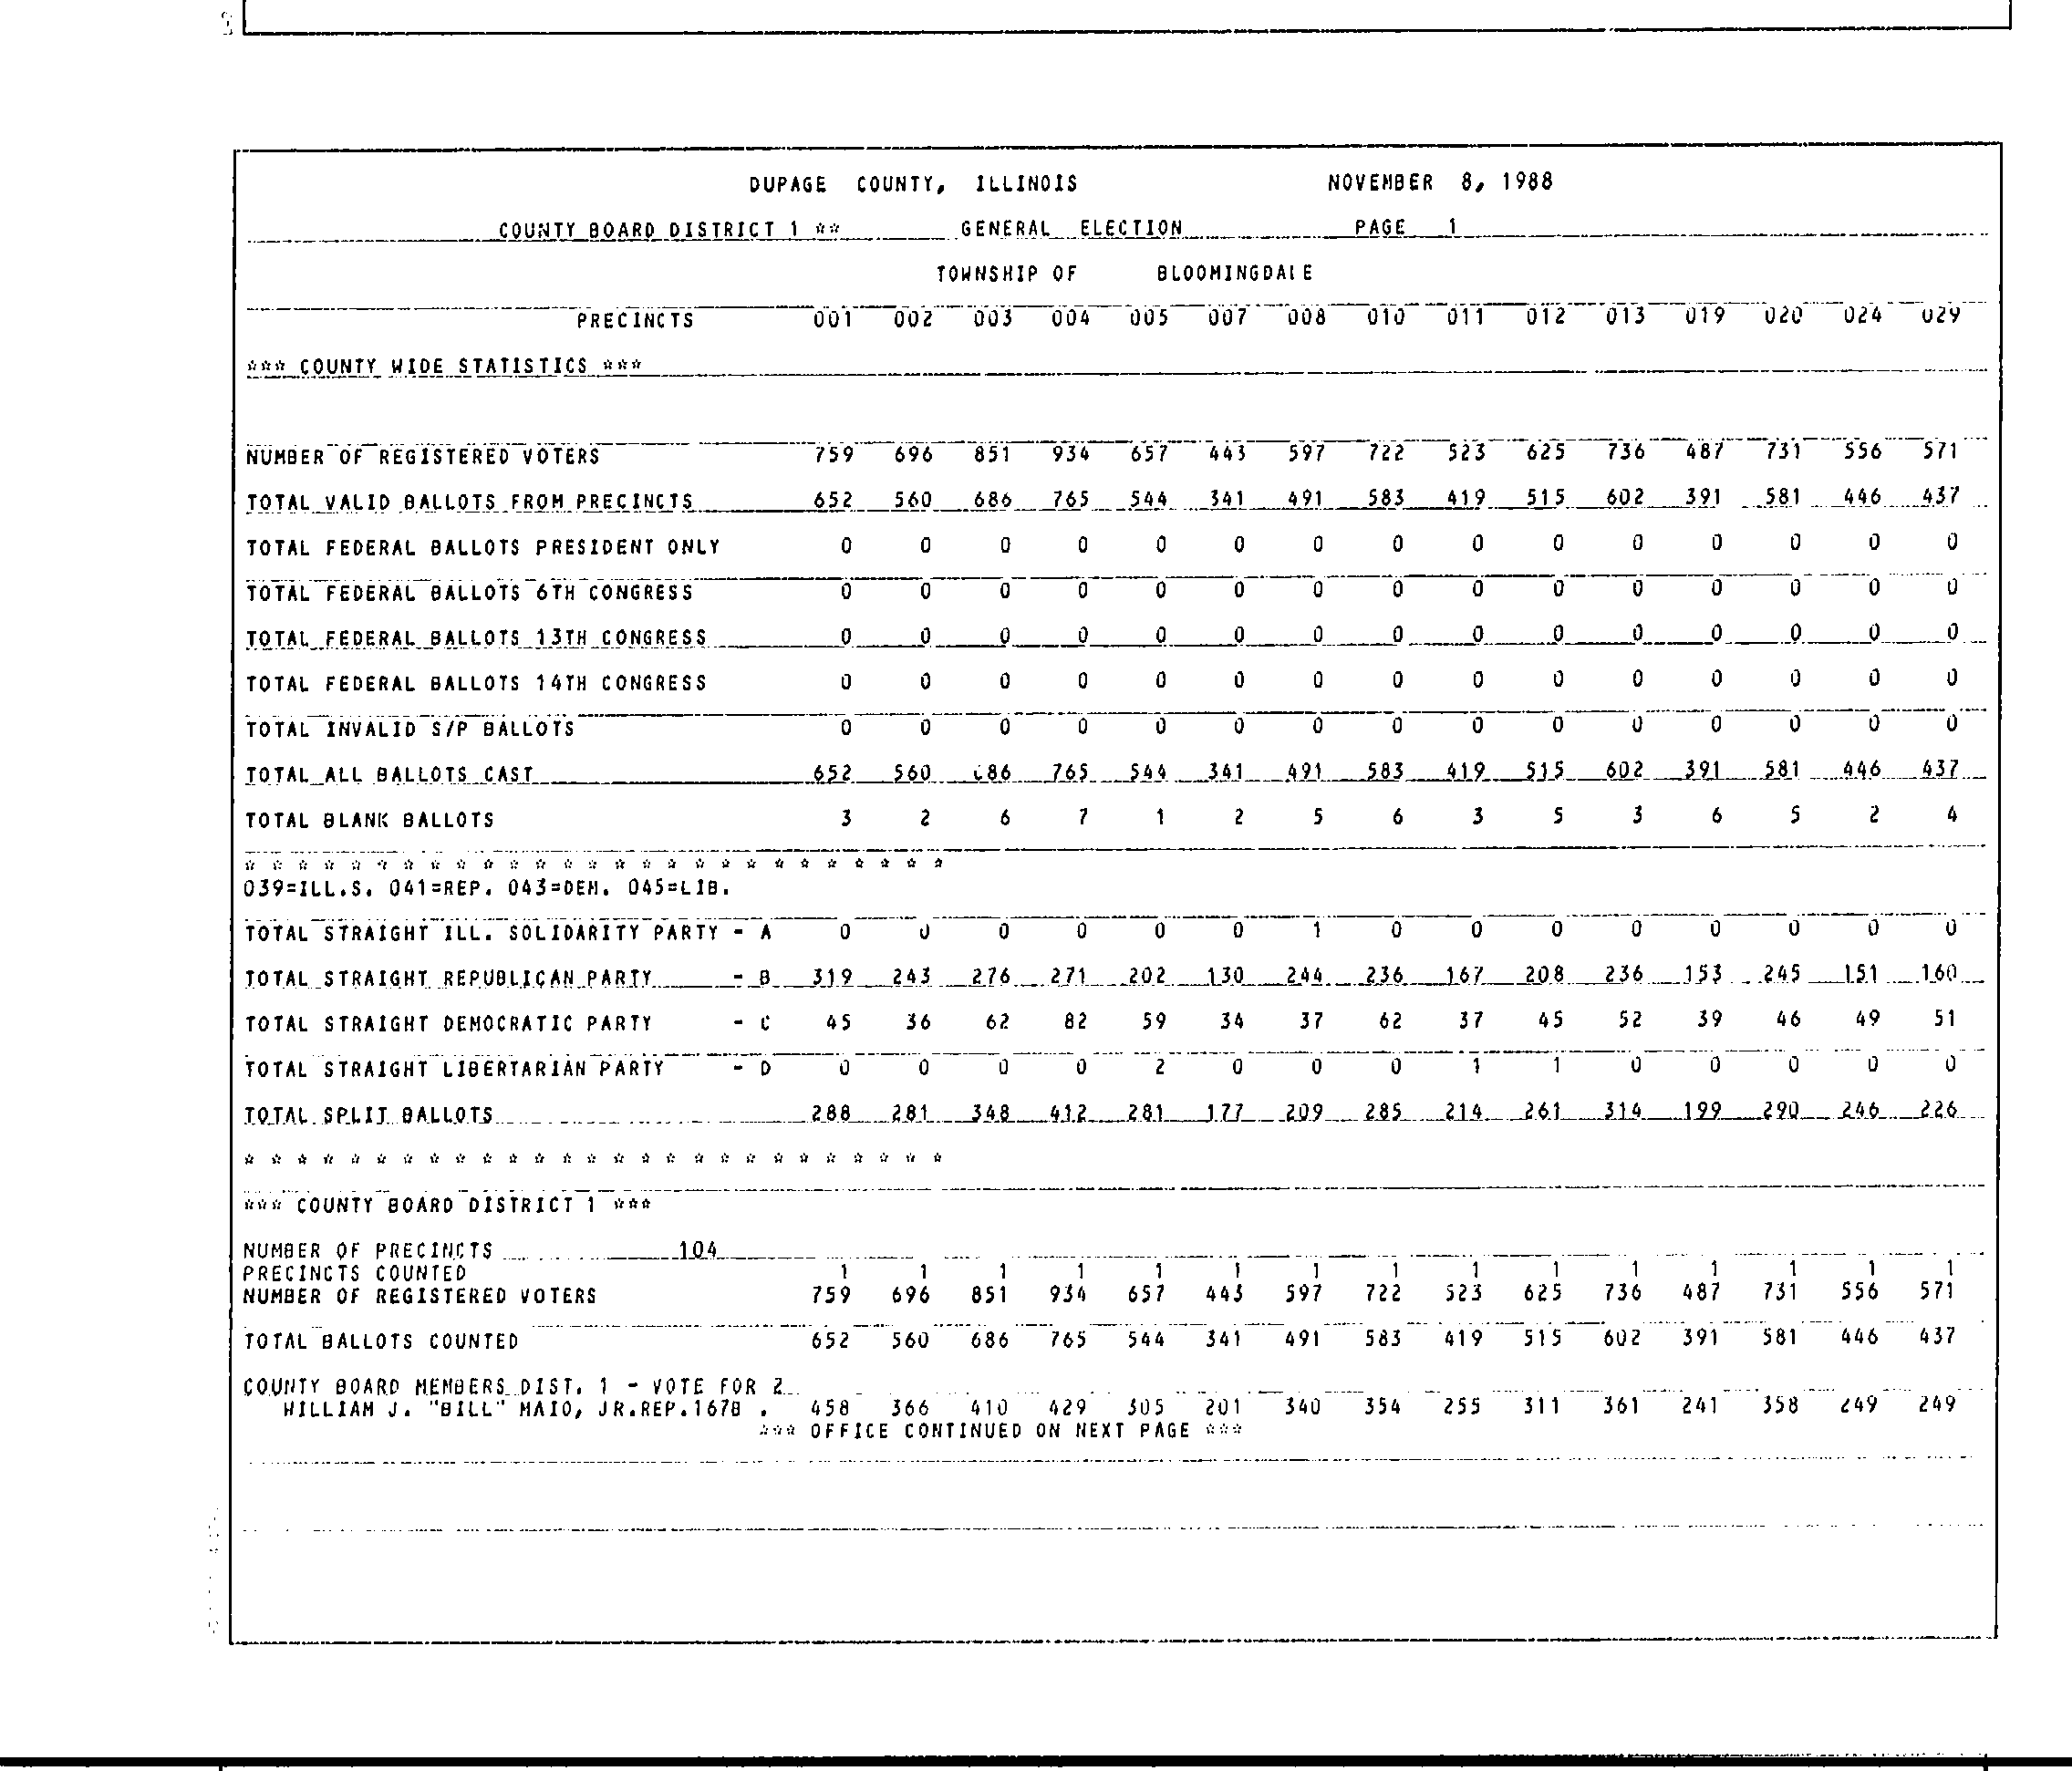 DUPAGE COUNTY, ILLINOIS NOVEMBER 8, 1988
COUNTY BOARD DISTRICT 1 ** GENERAL ELECTION PAGE 1
TOWNSHIP OF BLOOMINGDALE
PRECINCTS 001 002 003 004 005 007 008 010 011 012 013 019 020 024 029
*** COUNTY WIDE STATISTICS ***
NUMBER OF REGISTERED VOTERS 759 696 851 934 657 443 597 722 523 625 736 487 731 556 571
TOTAL VALID BALLOTS FROM PRECINCTS 652 560 686 765 544 341 491 583 419 515 602 391 581 446 437
TOTAL FEDERAL BALLOTS PRESIDENT ONLY 0 0 0 0 0 0 0 0 0 0 0 0 0 0 0
TOTAL FEDERAL BALLOTS 6TH CONGRESS 0 0 0 0 0 0 0 0 0 0 0 0 0 0 0
TOTAL FEDERAL BALLOTS 13TH CONGRESS 0 0 0 0 0 0 0 0 0 0 0 0 0 0 0
TOTAL FEDERAL BALLOTS 14TH CONGRESS 0 0 0 0 0 0 0 0 0 0 0 0 0 0 0
TOTAL INVALID S/P BALLOTS 0 0 0 0 0 0 0 0 0 0 0 0 0 0 0
TOTAL ALL BALLOTS CAST 652 560 686 765 544 341 491 583 419 515 602 391 581 446 437
TOTAL BLANK BALLOTS 3 2 6 7 1 2 5 6 3 5 3 6 5 2 4
* * * * * * * * * * * * * * * * * * * * * * * * * * *
039=ILL.S. 041=REP. 043=DEM. 045=LIB.
TOTAL STRAIGHT ILL. SOLIDARITY PARTY - A 0 0 0 0 0 0 1 0 0 0 0 0 0 0 0
TOTAL STRAIGHT REPUBLICAN PARTY - B 319 243 276 271 202 130 244 236 167 208 236 153 245 151 160
TOTAL STRAIGHT DEMOCRATIC PARTY - C 45 36 62 82 59 34 37 62 37 45 52 39 46 49 51
TOTAL STRAIGHT LIBERTARIAN PARTY - D 0 0 0 0 2 0 0 0 1 1 0 0 0 0 0
TOTAL SPLIT BALLOTS 288 281 348 412 281 177 209 285 214 261 314 199 290 246 226
* * * * * * * * * * * * * * * * * * * * * * * * * * *
*** COUNTY BOARD DISTRICT 1 ***
NUMBER OF PRECINCTS 104
PRECINCTS COUNTED 1 1 1 1 1 1 1 1 1 1 1 1 1 1 1
NUMBER OF REGISTERED VOTERS 759 696 851 934 657 443 597 722 523 625 736 487 731 556 571
TOTAL BALLOTS COUNTED 652 560 686 765 544 341 491 583 419 515 602 391 581 446 437
COUNTY BOARD MEMBERS DIST. 1 - VOTE FOR 2
WILLIAM J. "BILL" MAIO, JR.REP.167B . 458 366 410 429 305 201 340 354 255 311 361 241 358 249 249
*** OFFICE CONTINUED ON NEXT PAGE ***